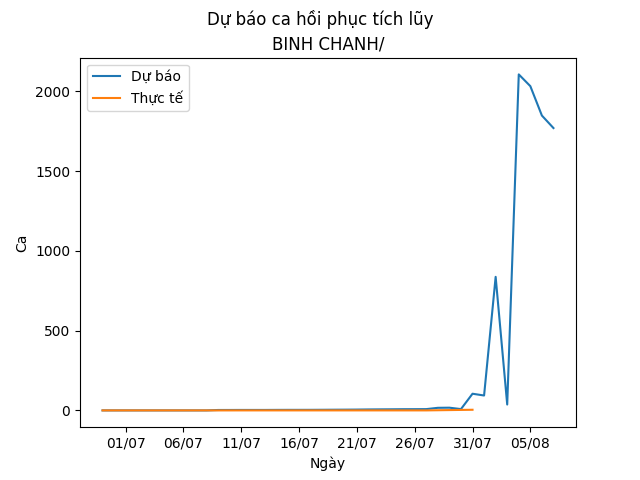 Dự báo ca hồi phục tích lũy
BINH CHANH/
Dự báo
Thực tế
Ca
2000
1500
1000
500
0
01/07 06/07 11/07 16/07 21/07 26/07 31/07 05/08
Ngày